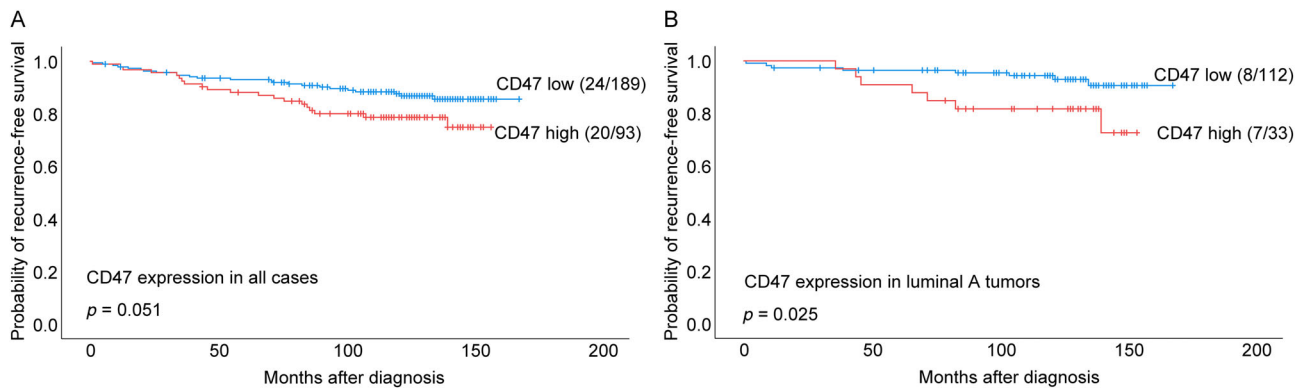 A
Probability of recurrence-free survival
1.0
0.8
0.6
0.4
0.2
0.0
CD47 low (24/189)
CD47 high (20/93)
CD47 expression in all cases
p = 0.051
0 50 100 150 200
Months after diagnosis
B
Probability of recurrence-free survival
1.0
0.8
0.6
0.4
0.2
0.0
CD47 low (8/112)
CD47 high (7/33)
CD47 expression in luminal A tumors
p = 0.025
0 50 100 150 200
Months after diagnosis